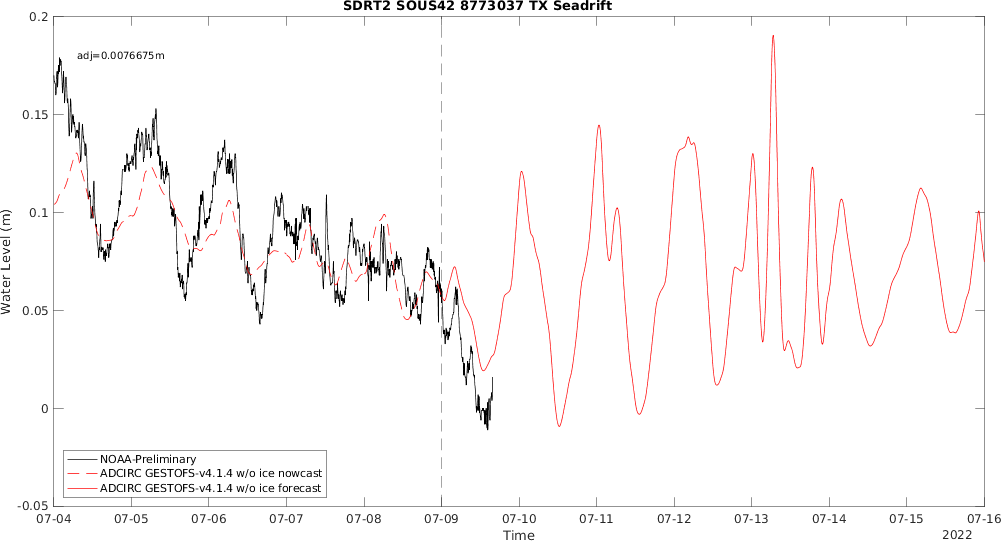 SDRT2 SOUS42 8773037 TX Seadrift
adj=0.0076675m
0.2
0.15
0.1
0.05
0
-0.05
Water Level (m)
NOAA-Preliminary
ADCIRC GESTOFS-v4.1.4 w/o ice nowcast
ADCIRC GESTOFS-v4.1.4 w/o ice forecast
07-04 07-05 07-06 07-07 07-08 07-09 07-10 07-11 07-12 07-13 07-14 07-15 07-16
Time
2022